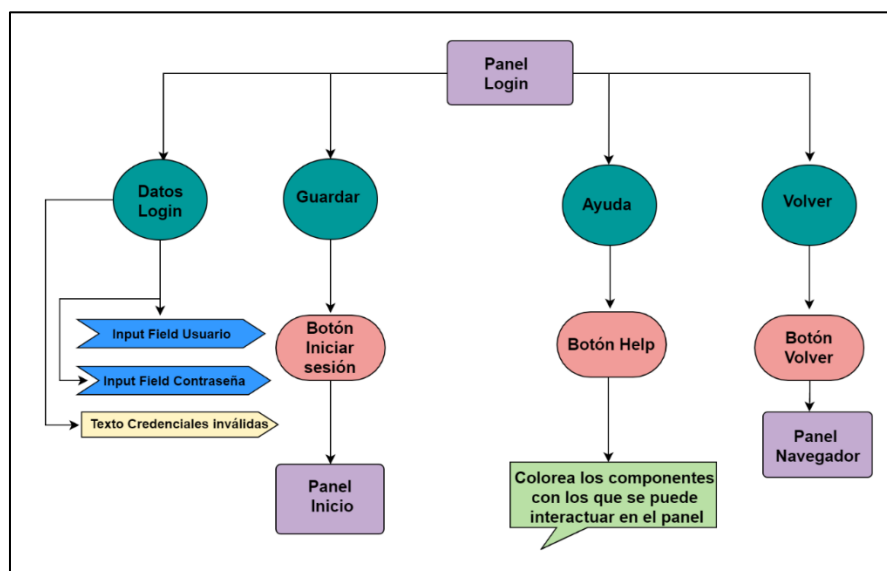 Panel
Login
Datos
Login
Guardar
Ayuda
Volver
Input Field Usuario
Input Field Contraseña
Texto Credenciales inválidas
Botón
Iniciar
sesión
Botón Help
Botón
Volver
Panel
Inicio
Colorea los componentes
con los que se puede
interactuar en el panel
Panel
Navegador